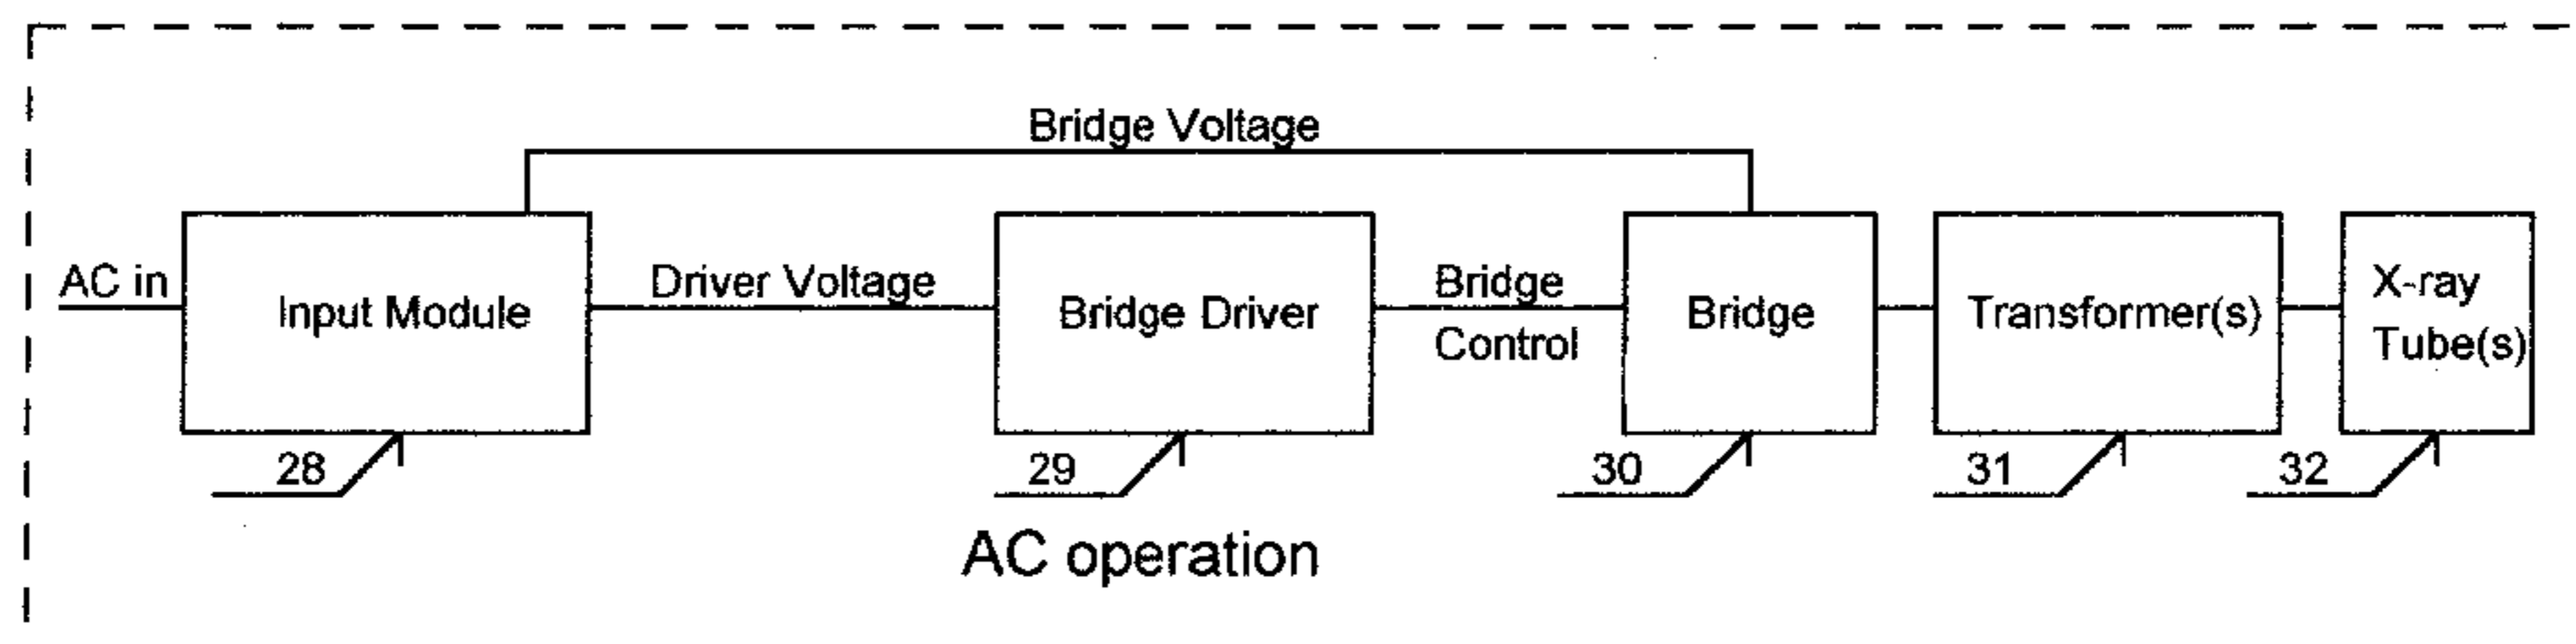 Bridge Voltage
AC in
Input Module
Driver Voltage
Bridge Driver
Bridge
Control
Bridge
Transformer(s)
X-ray
Tube(s)
28
29
30
31
32
AC operation